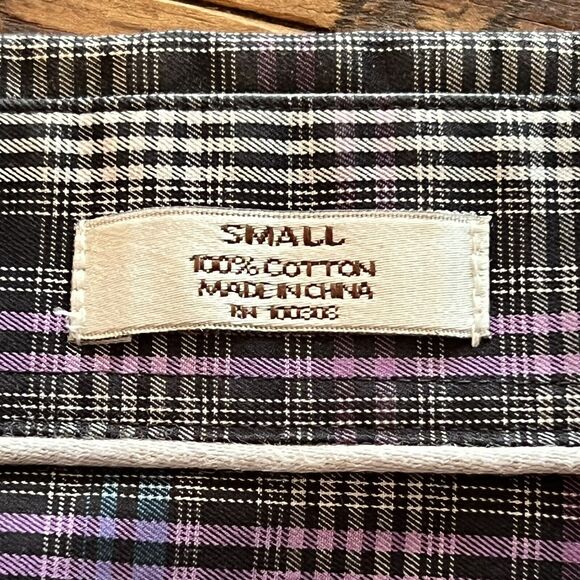 SMALL
100% COTTON
MADE IN CHINA
RN 100303